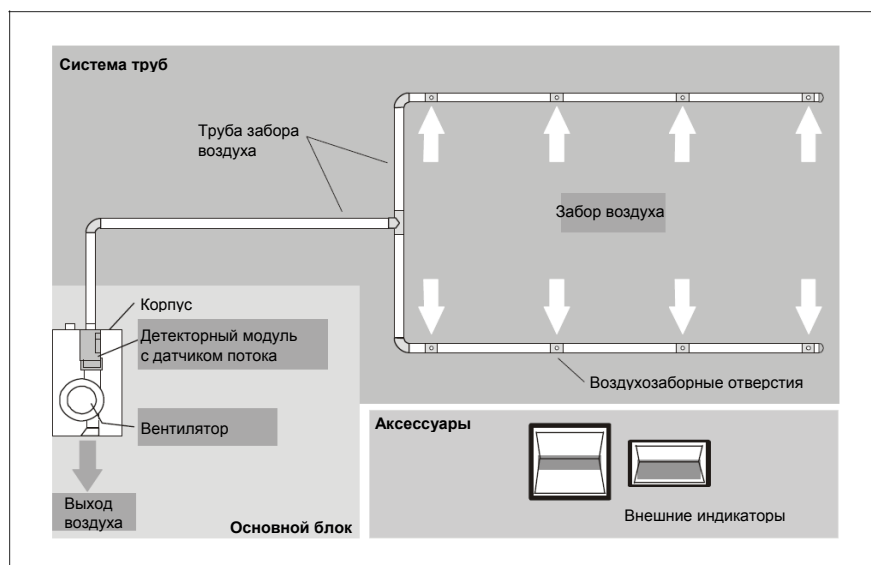 Система труб
Труба забора
воздуха
Забор воздуха
Корпус
Детекторный модуль
с датчиком потока
Воздухозаборные отверстия
Вентилятор
Аксессуары
Выход
воздуха
Основной блок
Внешние индикаторы